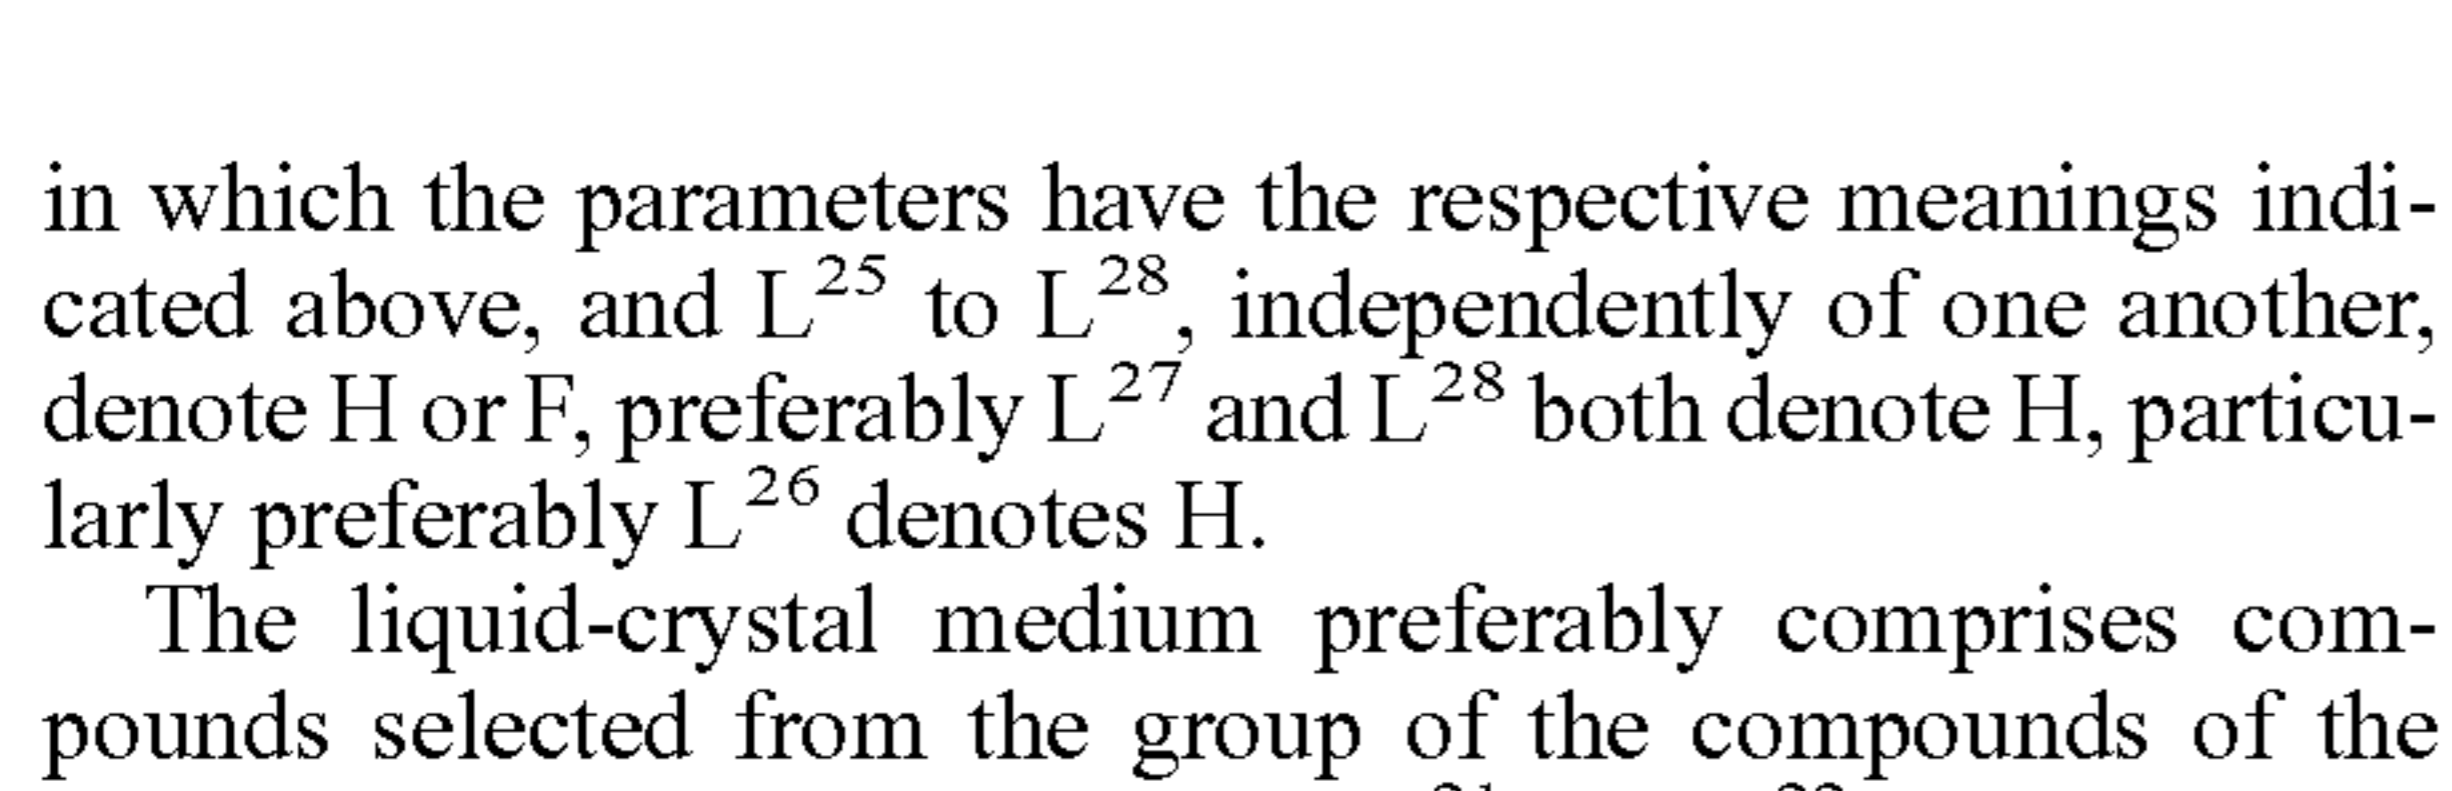 in which the parameters have the respective meanings indi-
cated above, and L²⁵ to L²⁸, independently of one another,
denote H or F, preferably L²⁷ and L²⁸ both denote H, particu-
larly preferably L²⁶ denotes H.
The liquid-crystal medium preferably comprises com-
pounds selected from the group of the compounds of the